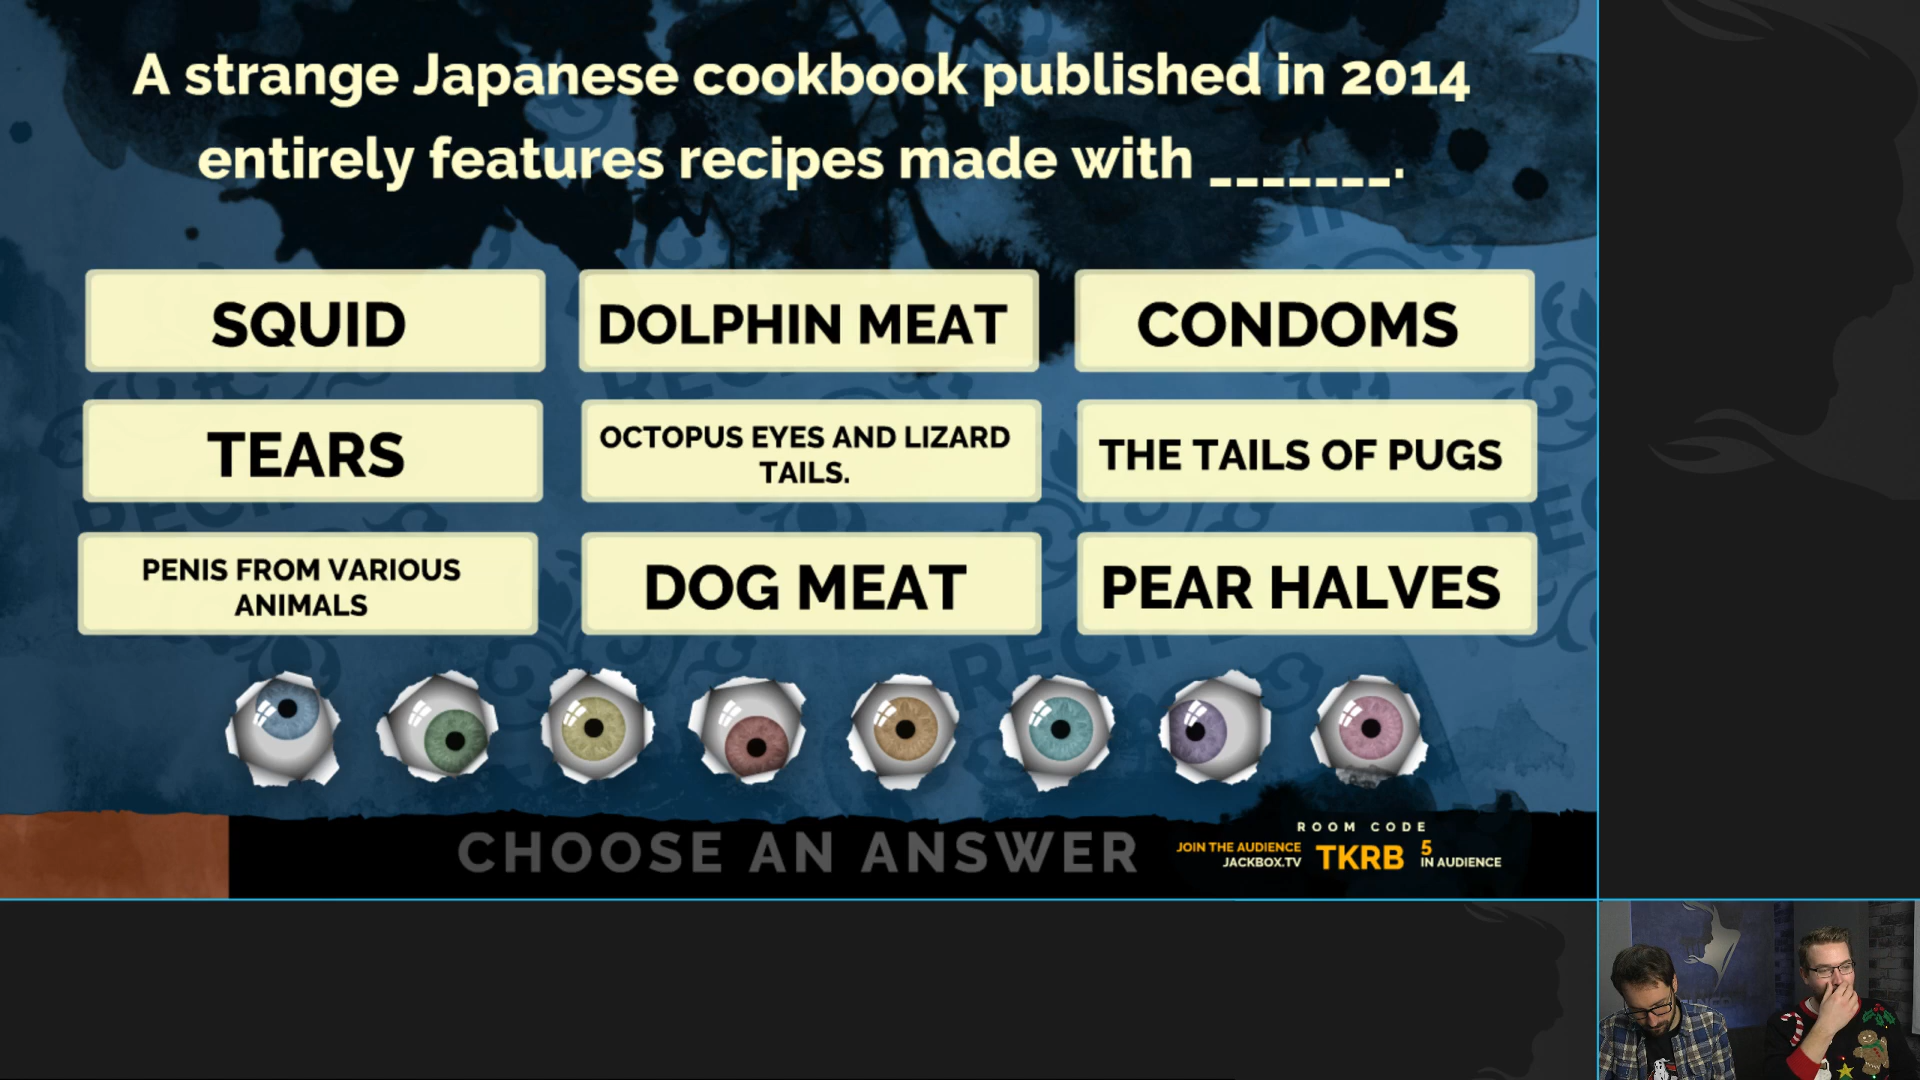 A strange Japanese cookbook published in 2014
entirely features recipes made with _______.
SQUID
DOLPHIN MEAT
CONDOMS
TEARS
OCTOPUS EYES AND LIZARD
TAILS.
THE TAILS OF PUGS
PENIS FROM VARIOUS
ANIMALS
DOG MEAT
PEAR HALVES
CHOOSE AN ANSWER
ROOM CODE
JOIN THE AUDIENCE
JACKBOX.TV
TKRB
5
IN AUDIENCE